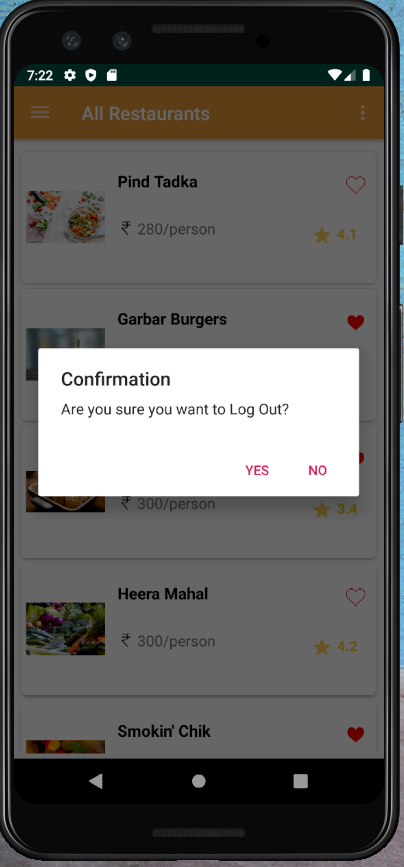 7:22
All Restaurants
Pind Tadka
₹ 280/person
4.1
Garbar Burgers
Confirmation
Are you sure you want to Log Out?
YES NO
₹ 300/person
3.4
Heera Mahal
₹ 300/person
4.2
Smokin' Chik